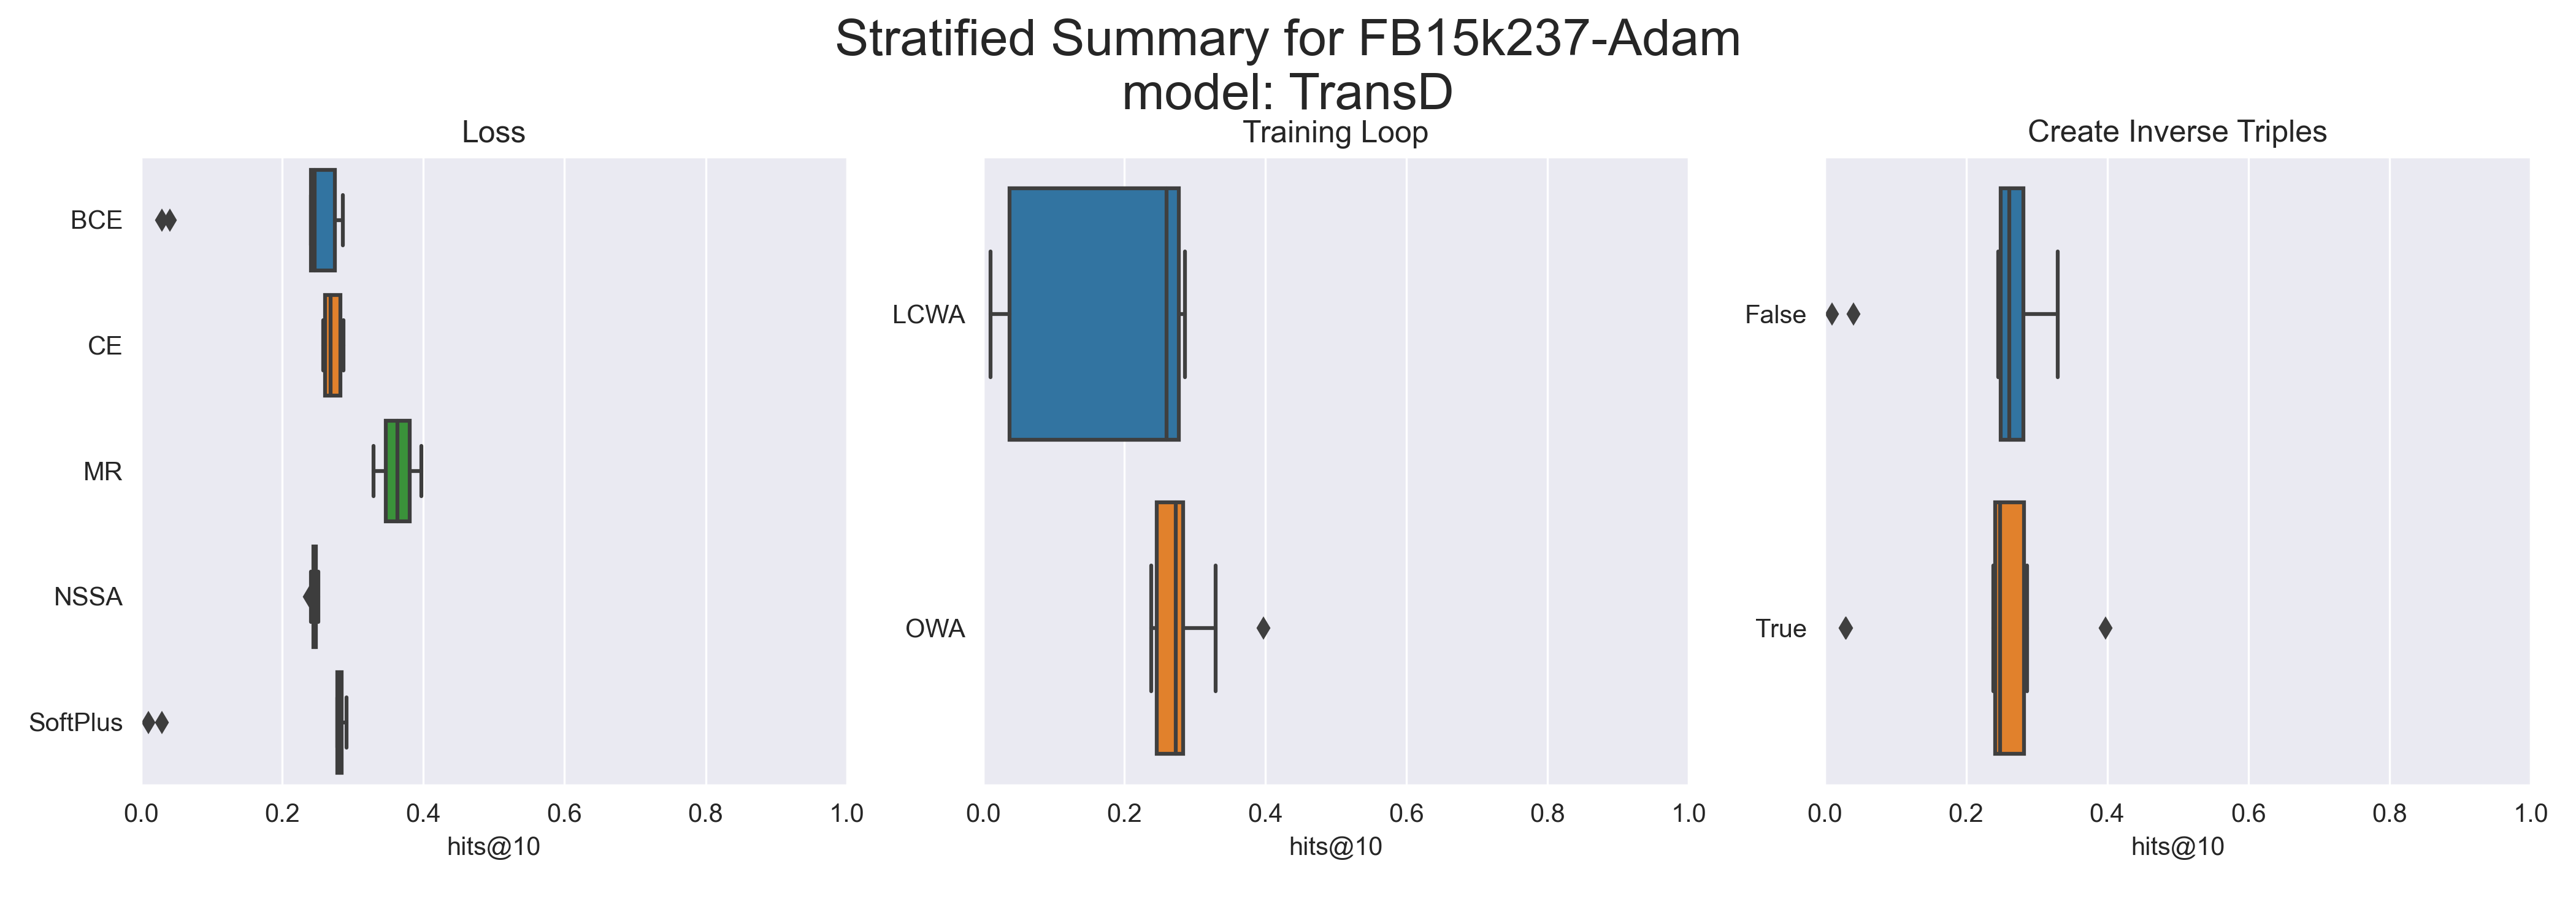 Stratified Summary for FB15k237-Adam
model: TransD
Loss
BCE
CE
MR
NSSA
SoftPlus
0.0 0.2 0.4 0.6 0.8 1.0
hits@10
Training Loop
LCWA
OWA
0.0 0.2 0.4 0.6 0.8 1.0
hits@10
Create Inverse Triples
False
True
0.0 0.2 0.4 0.6 0.8 1.0
hits@10